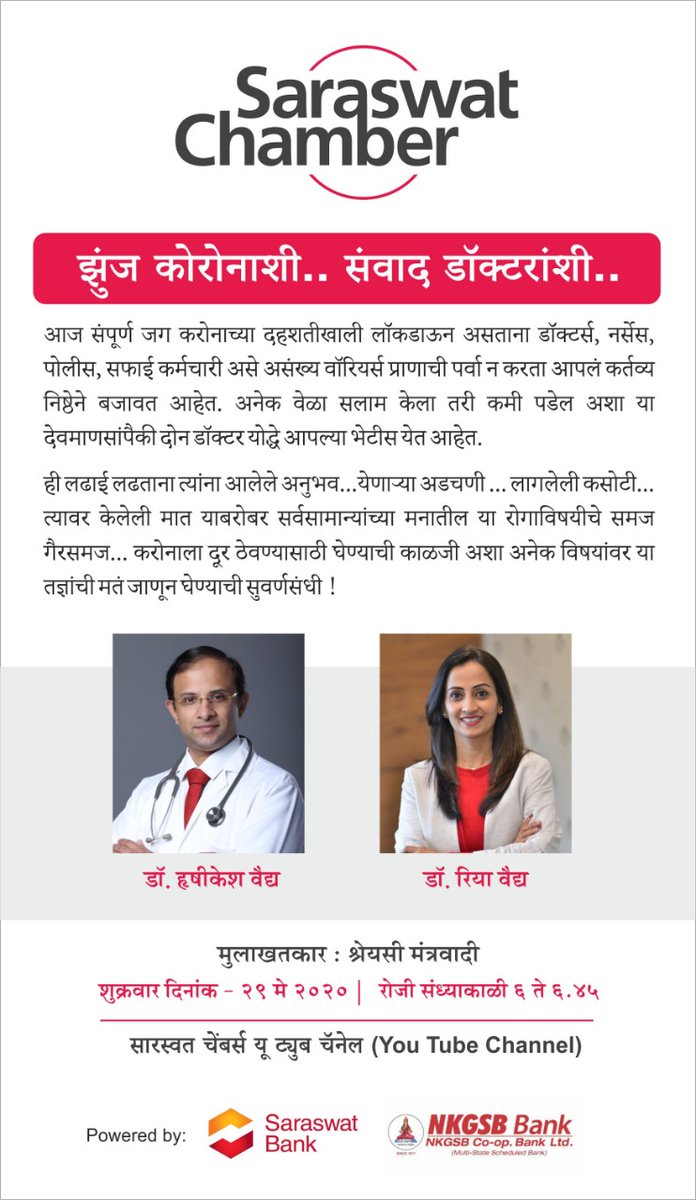 Saraswat
Chamber
झुंज कोरोनाशी.. संवाद डॉक्टरांशी..
आज संपूर्ण जग करोनाच्या दहशतीखाली लॉकडाऊन असताना डॉक्टर्स, नर्सेस,
पोलीस, सफाई कर्मचारी असे असंख्य वॉरियर्स प्राणाची पर्वा न करता आपलं कर्तव्य
निष्ठेने बजावत आहेत. अनेक वेळा सलाम केला तरी कमी पडेल अशा या
देवमाणसांपैकी दोन डॉक्टर योद्धे आपल्या भेटीस येत आहेत.
ही लढाई लढताना त्यांना आलेले अनुभव...येणाऱ्या अडचणी ... लागलेली कसोटी...
त्यावर केलेली मात याबरोबर सर्वसामान्यांच्या मनातील या रोगाविषयीचे समज
गैरसमज... करोनाला दूर ठेवण्यासाठी घेण्याची काळजी अशा अनेक विषयांवर या
तज्ञांची मतं जाणून घेण्याची सुवर्णसंधी !
डॉ. हृषीकेश वैद्य
डॉ. रिया वैद्य
मुलाखतकार : श्रेयसी मंत्रवादी
शुक्रवार दिनांक - २९ मे २०२० | रोजी संध्याकाळी ६ ते ६.४५
सारस्वत चेंबर्स यू ट्युब चॅनेल (You Tube Channel)
Powered by:
Saraswat
Bank
NKGSB Bank
NKGSB Co-op. Bank Ltd.
(Multi-State Scheduled Bank)
SINCE 1917